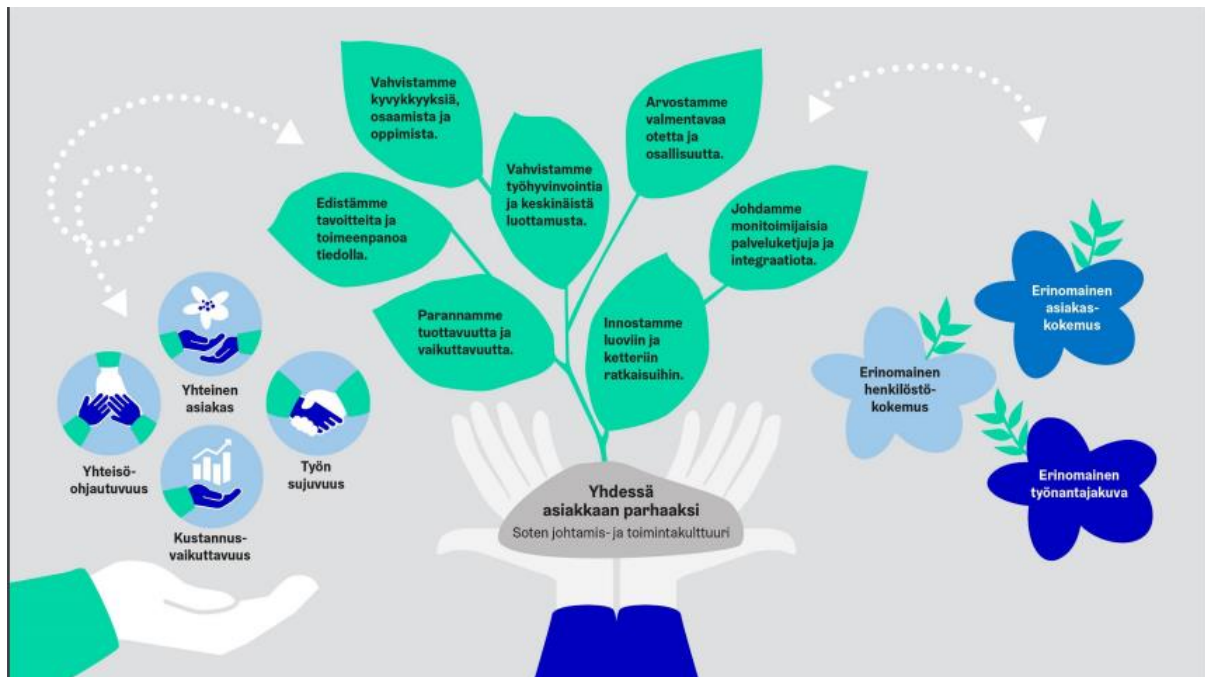 Vahvistamme
kyvykkyyksiä,
osaamista ja
oppimista.
Arvostamme
valmentavaa
otetta ja
osallisuutta.
Vahvistamme
työhyvinvointia
ja keskinäistä
luottamusta.
Edistämme
tavoitteita ja
toimeenpanoa
tiedolla.
Johdamme
monitoimijaisia
palveluketjuja ja
integraatiota.
Parannamme
tuottavuutta ja
vaikuttavuutta.
Innostamme
luoviin ja
ketteriin
ratkaisuihin.
Yhteinen
asiakas
Yhteisö-
ohjautuvuus
Työn
sujuvuus
Kustannus-
vaikuttavuus
Yhdessä
asiakkaan parhaaksi
Soten johtamis- ja toimintakulttuuri
Erinomainen
asiakas-
kokemus
Erinomainen
henkilöstö-
kokemus
Erinomainen
työnantajakuva